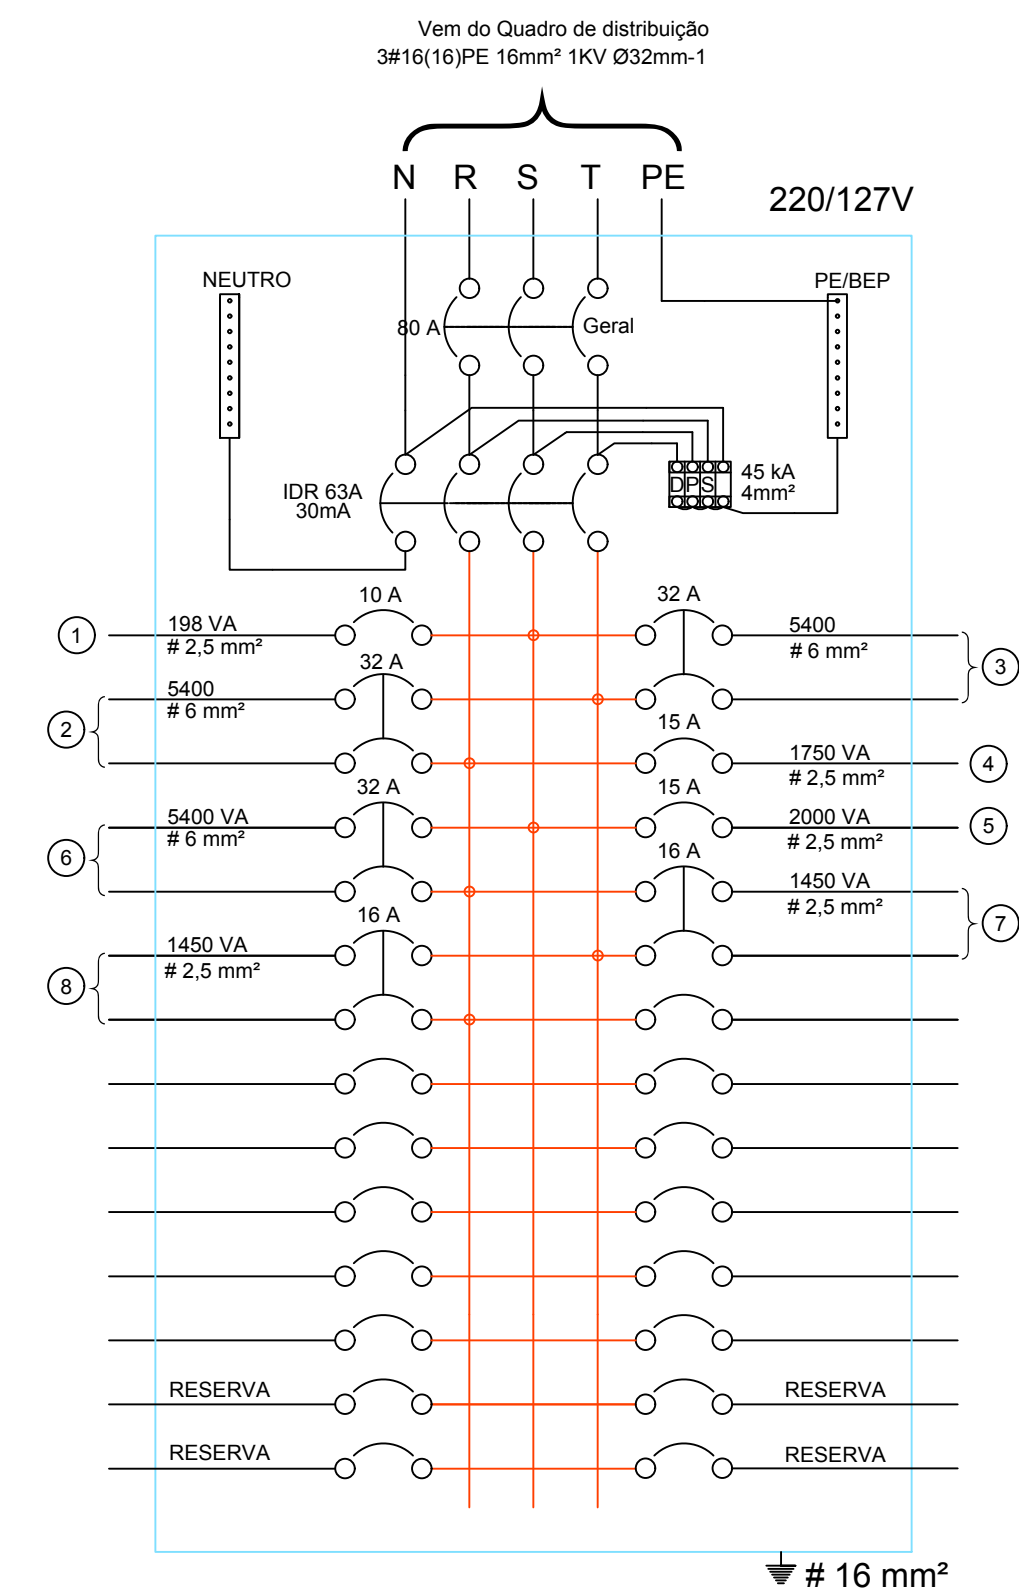 Vem do Quadro de distribuição
3#16(16)PE 16mm² 1KV Ø32mm-1
N R S T PE
220/127V
NEUTRO
PE/BEP
80 A
Geral
IDR 63A
30mA
DPS
45 kA
4mm²
10 A
32 A
1
198 VA
# 2,5 mm²
5400
# 6 mm²
3
32 A
5400
# 6 mm²
2
15 A
1750 VA
# 2,5 mm²
4
32 A
15 A
5400 VA
# 6 mm²
6
2000 VA
# 2,5 mm²
5
16 A
1450 VA
# 2,5 mm²
7
16 A
1450 VA
# 2,5 mm²
8
RESERVA
RESERVA
RESERVA
RESERVA
# 16 mm²